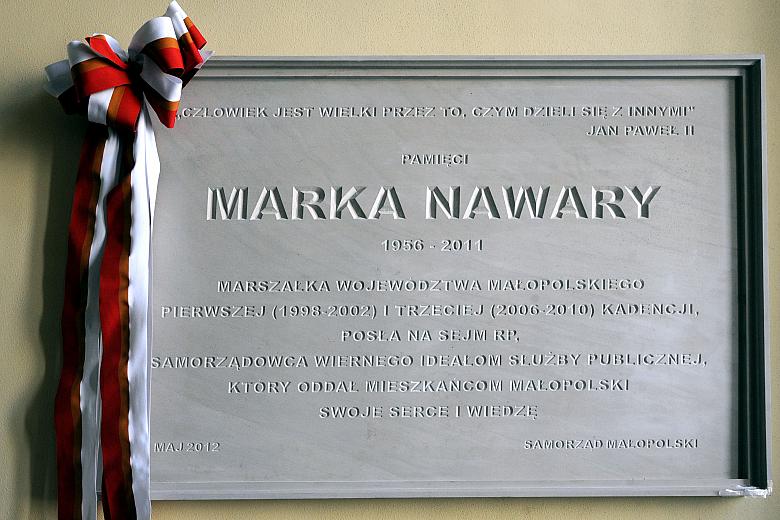 „CZŁOWIEK JEST WIELKI PRZEZ TO, CZYM DZIELI SIĘ Z INNYMI”
JAN PAWEŁ II
PAMIĘCI
MARKA NAWARY
1956 - 2011
MARSZAŁKA WOJEWÓDZTWA MAŁOPOLSKIEGO
PIERWSZEJ (1998-2002) I TRZECIEJ (2006-2010) KADENCJI,
POSŁA NA SEJM RP,
SAMORZĄDOWCA WIERNEGO IDEAŁOM SŁUŻBY PUBLICZNEJ,
KTÓRY ODDAŁ MIESZKAŃCOM MAŁOPOLSKI
SWOJE SERCE I WIEDZĘ
MAJ 2012
SAMORZĄD MAŁOPOLSKI